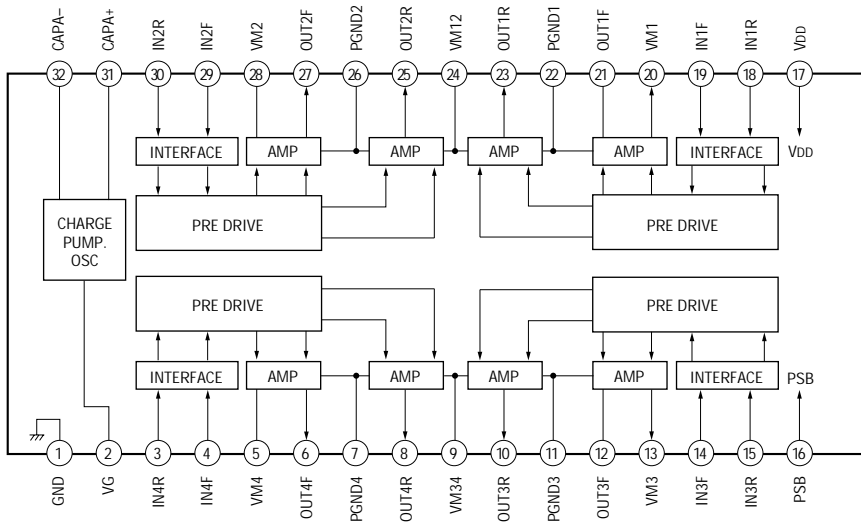 CAPA–
CAPA+
IN2R
IN2F
VM2
OUT2F
PGND2
OUT2R
VM12
OUT1R
PGND1
OUT1F
VM1
IN1F
IN1R
VDD
32
31
30
29
28
27
26
25
24
23
22
21
20
19
18
17
INTERFACE
AMP
AMP
AMP
AMP
INTERFACE
VDD
CHARGE
PUMP.
OSC
PRE DRIVE
PRE DRIVE
PRE DRIVE
PRE DRIVE
INTERFACE
AMP
AMP
AMP
AMP
INTERFACE
PSB
1
2
3
4
5
6
7
8
9
10
11
12
13
14
15
16
GND
VG
IN4R
IN4F
VM4
OUT4F
PGND4
OUT4R
VM34
OUT3R
PGND3
OUT3F
VM3
IN3F
IN3R
PSB